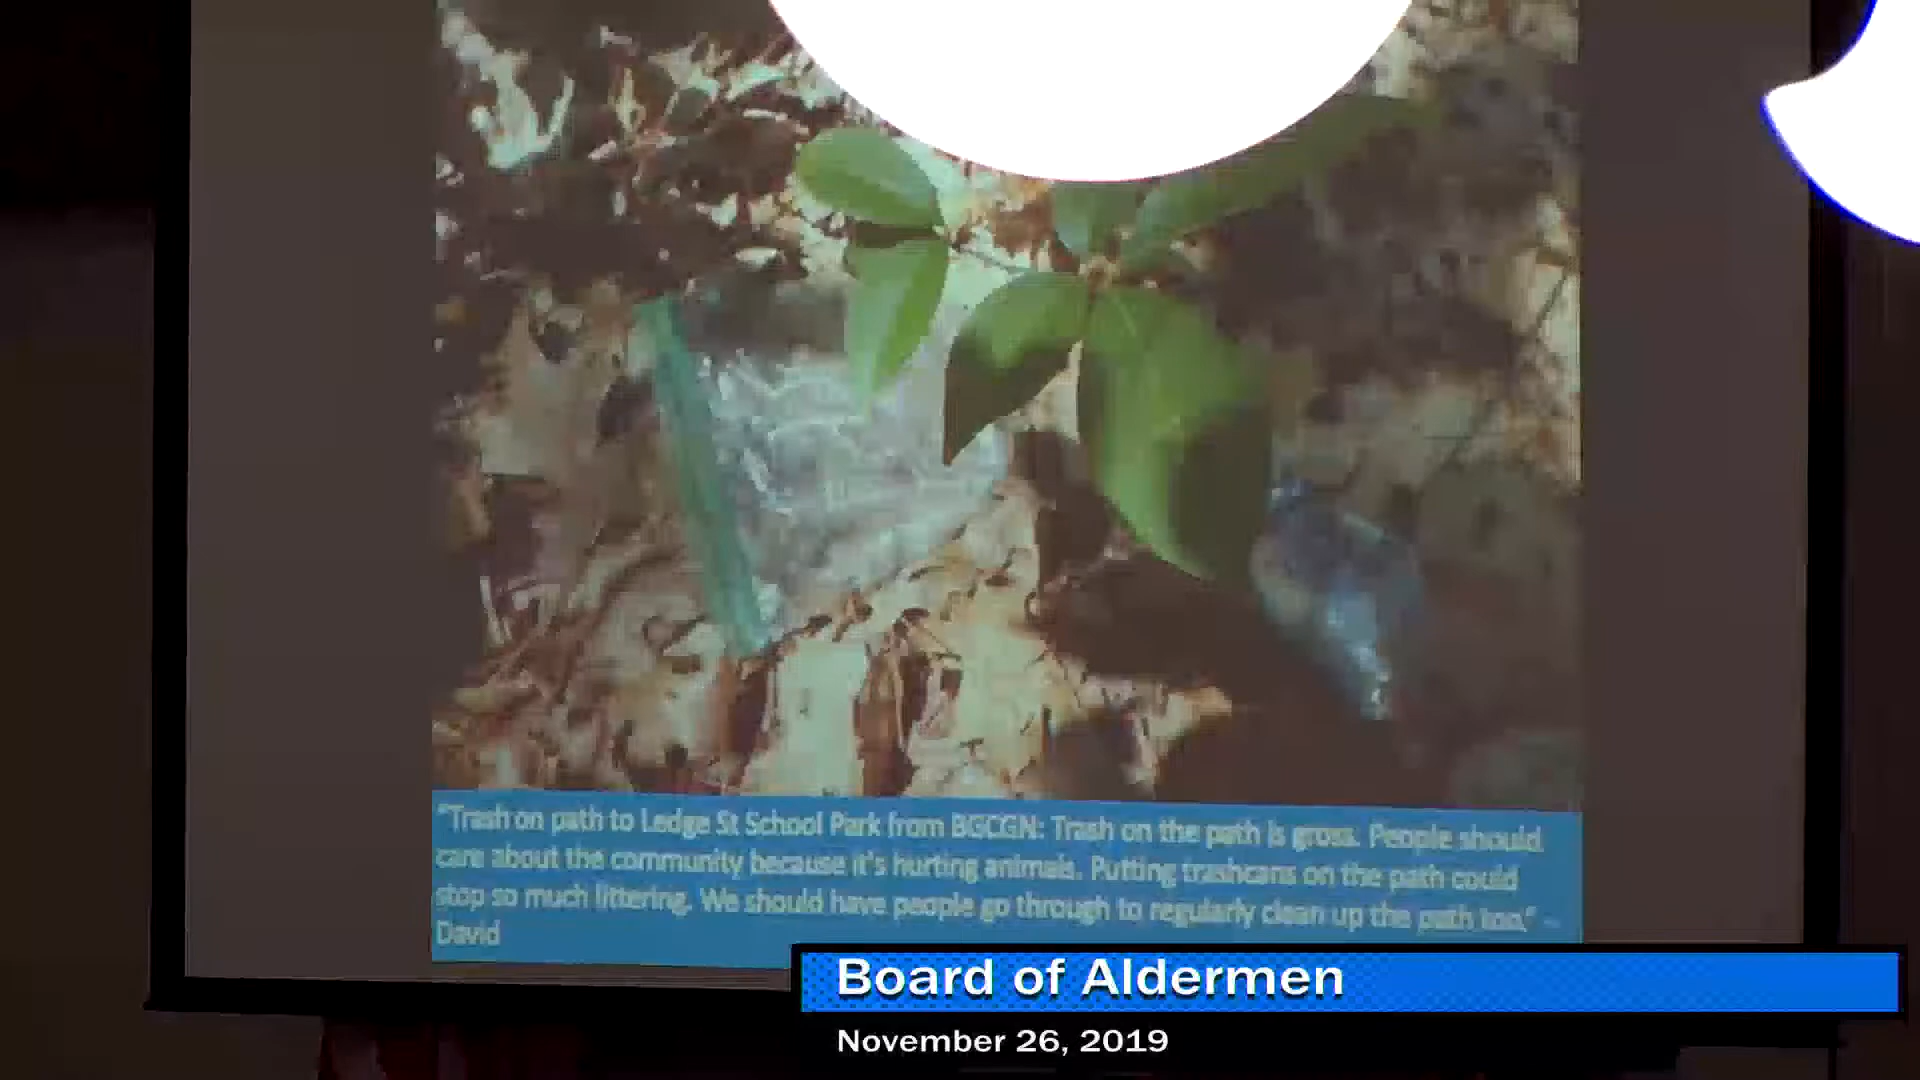 "Trash on path to Ledge St School Park from BGCGN: Trash on the path is gross. People should
care about the community because it's hurting animals. Putting trashcans on the path could
stop so much littering. We should have people go through to regularly clean up the path too." –
David
Board of Aldermen
November 26, 2019